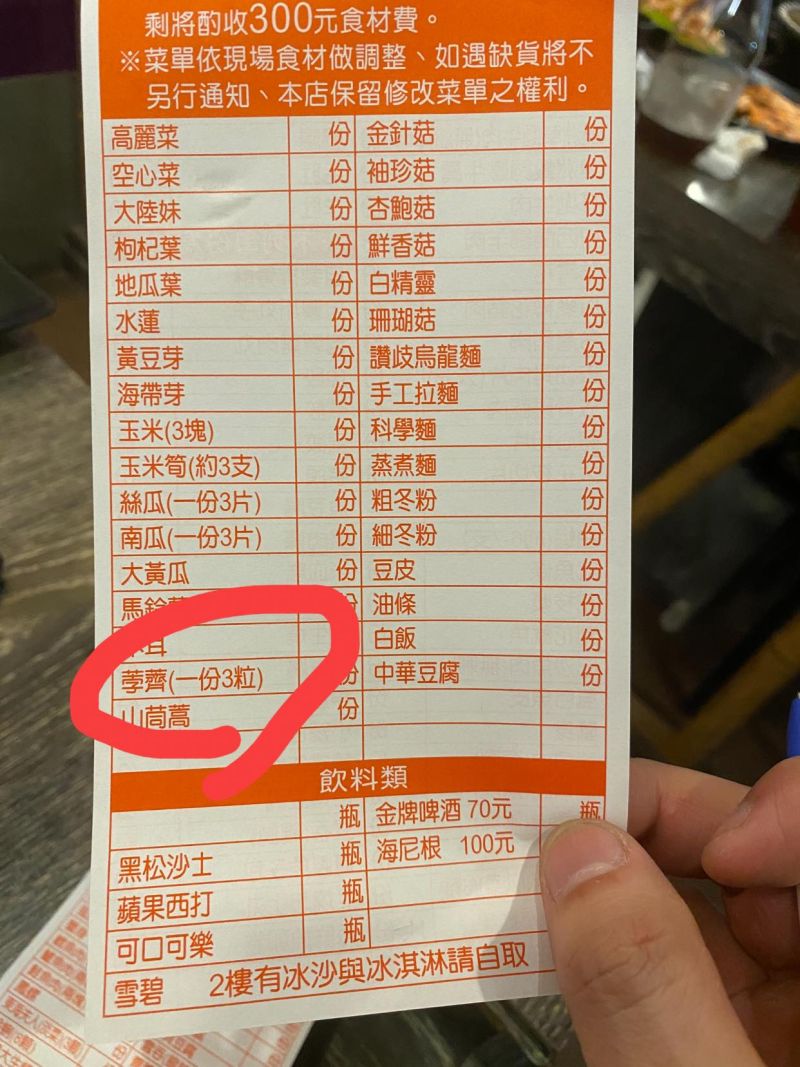 剩將酌收300元食材費。
※菜單依現場食材做調整、如遇缺貨將不
另行通知、本店保留修改菜單之權利。
高麗菜 份 金針菇 份
空心菜 份 袖珍菇 份
大陸妹 份 杏鮑菇 份
枸杞葉 份 鮮香菇 份
地瓜葉 份 白精靈 份
水蓮 份 珊瑚菇 份
黃豆芽 份 讚岐烏龍麵 份
海帶芽 份 手工拉麵 份
玉米(3塊) 份 科學麵 份
玉米筍(約3支) 份 蒸煮麵 份
絲瓜(一份3片) 份 粗冬粉 份
南瓜(一份3片) 份 細冬粉 份
大黃瓜 份 豆皮 份
馬鈴 份 油條 份
耳 白飯 份
荸薺(一份3粒) 份 中華豆腐 份
山茼蒿 份
飲料類
瓶 金牌啤酒 70元 瓶
黑松沙士 瓶 海尼根 100元
蘋果西打 瓶
可口可樂 瓶
雪碧 2樓有冰沙與冰淇淋請自取